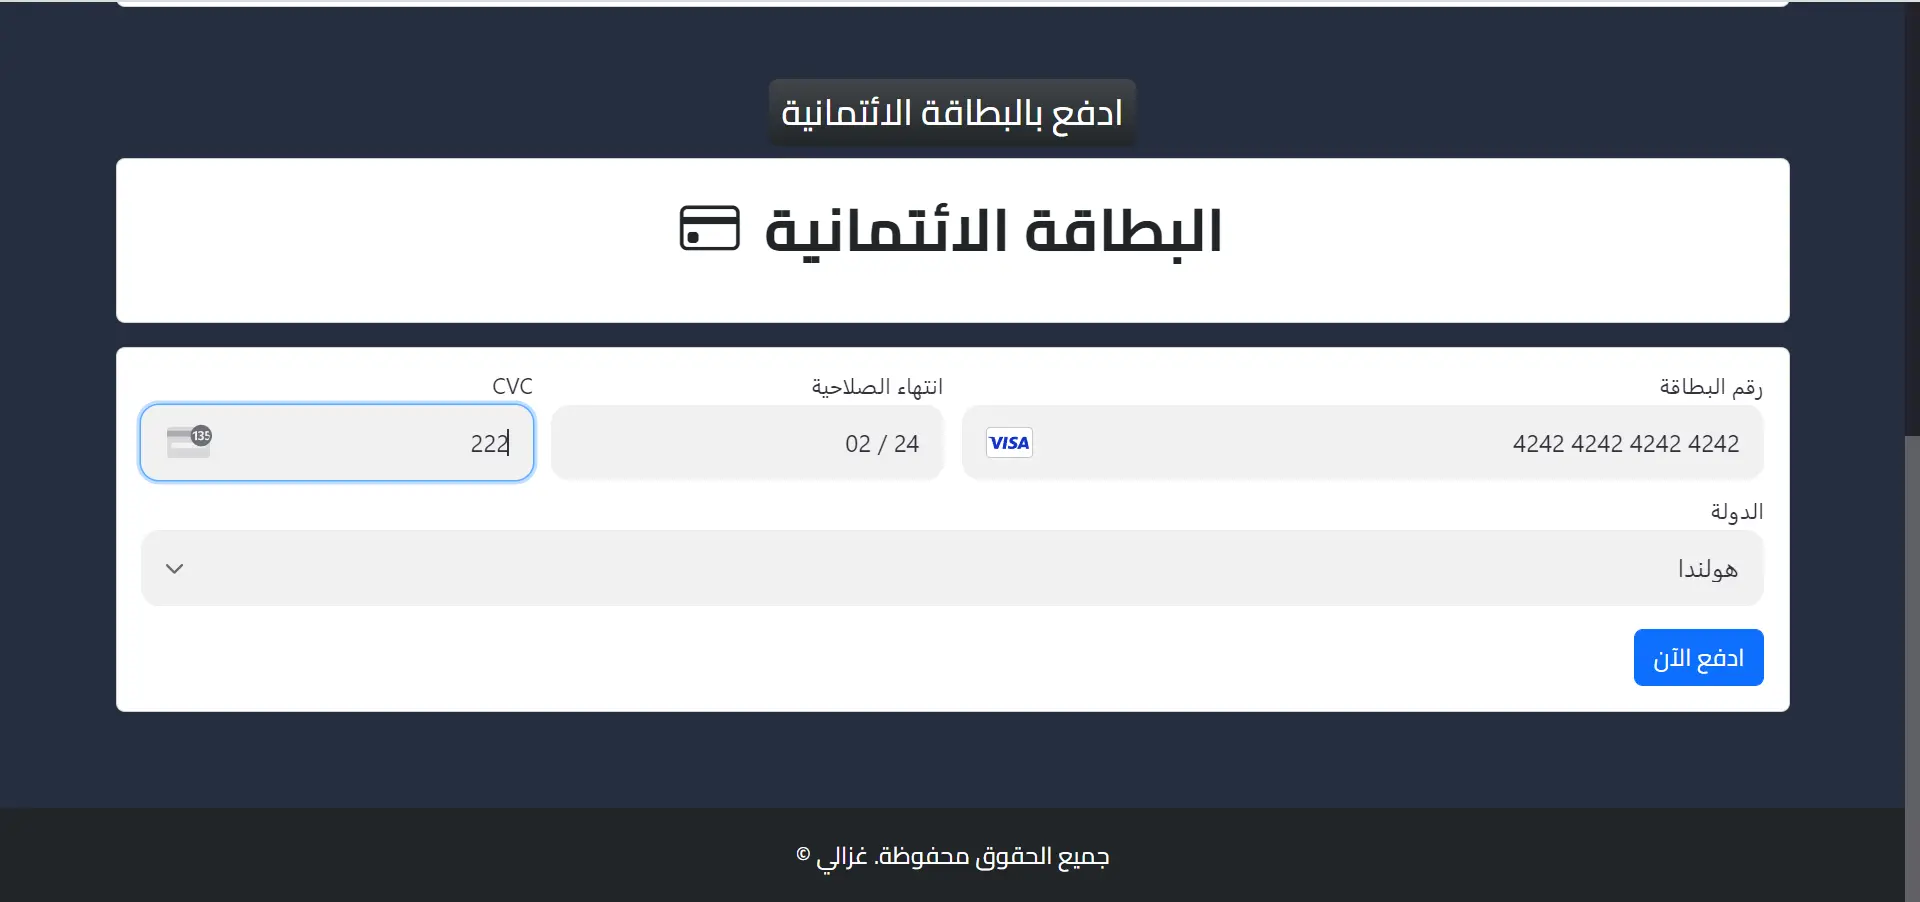 ادفع بالبطاقة الائتمانية
البطاقة الائتمانية
رقم البطاقة
4242 4242 4242 4242
VISA
انتهاء الصلاحية
02 / 24
CVC
222
135
الدولة
هولندا
ادفع الآن
جميع الحقوق محفوظة. غزالي ©